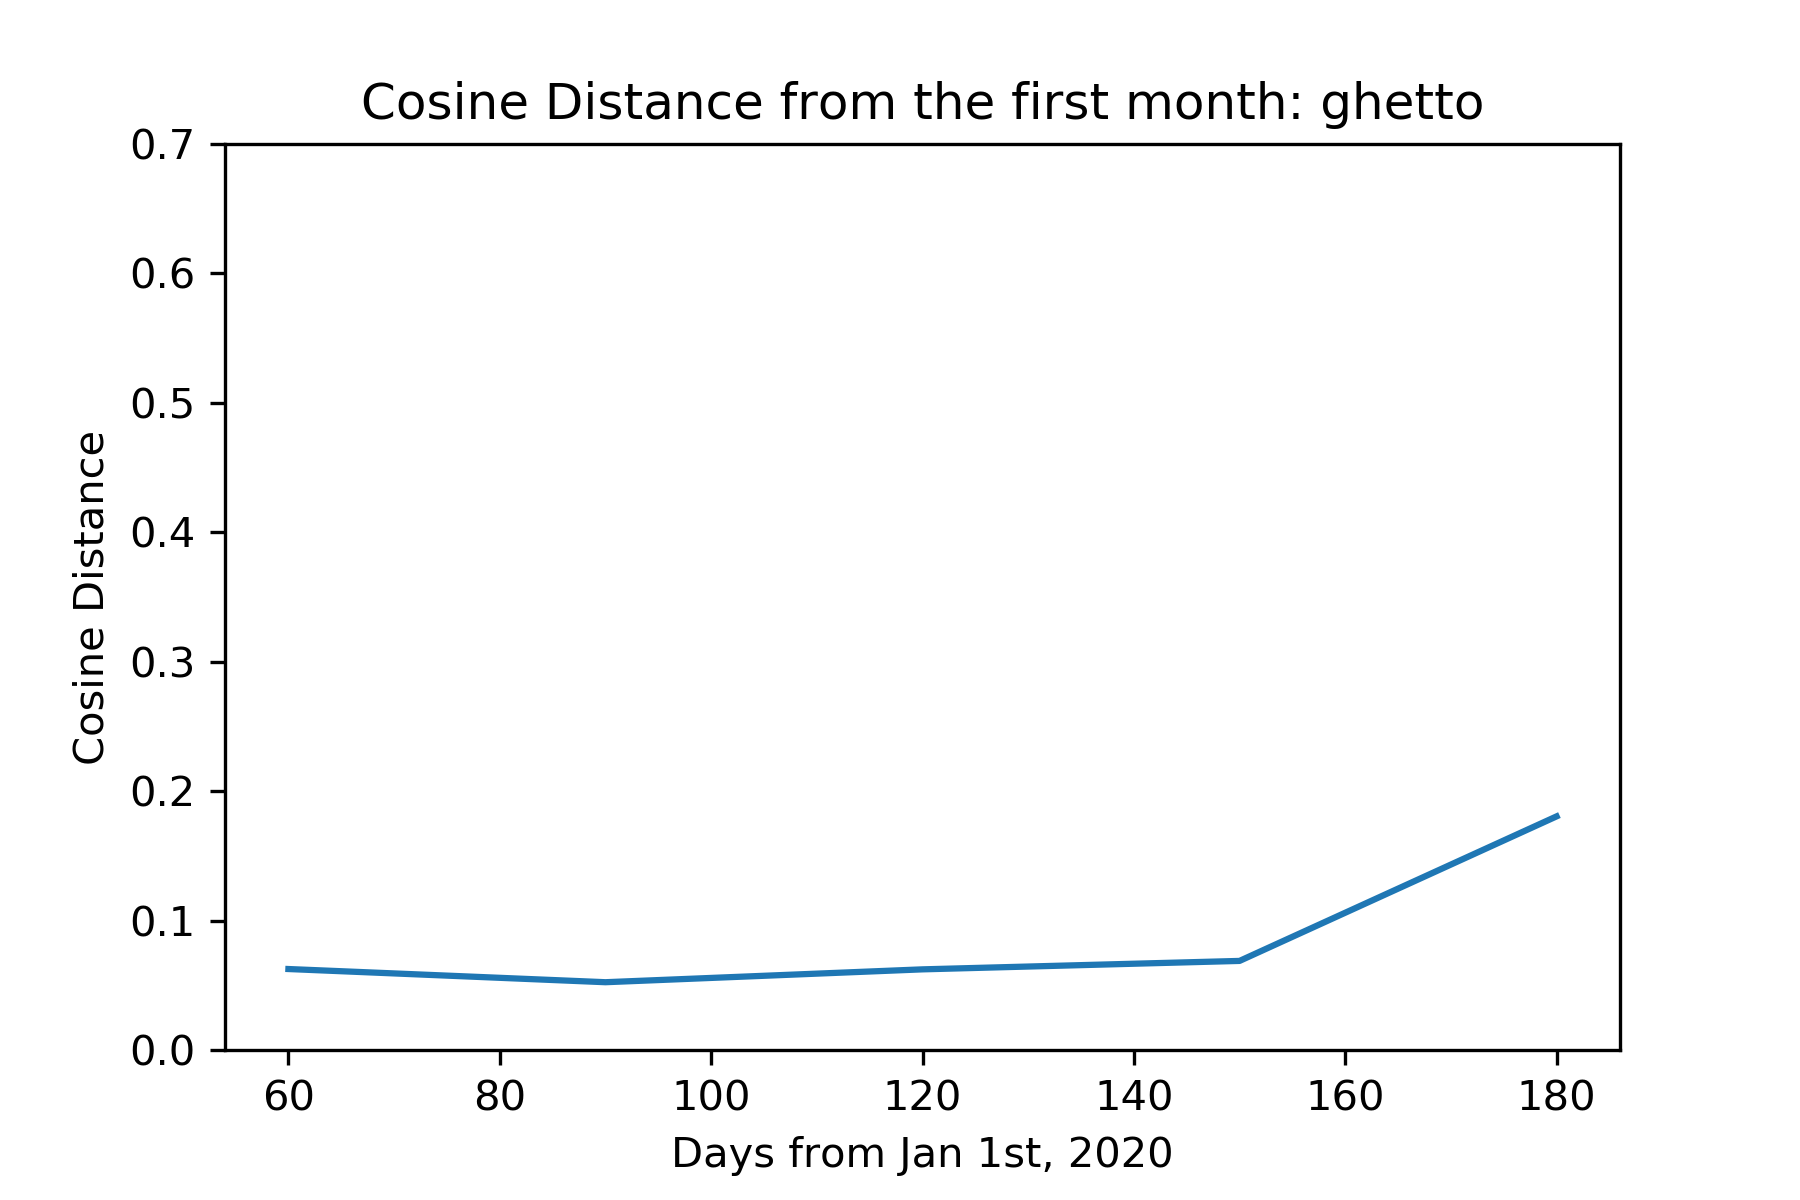 Cosine Distance from the first month: ghetto
0.7
0.6
0.5
0.4
0.3
0.2
0.1
0.0
Cosine Distance
60 80 100 120 140 160 180
Days from Jan 1st, 2020